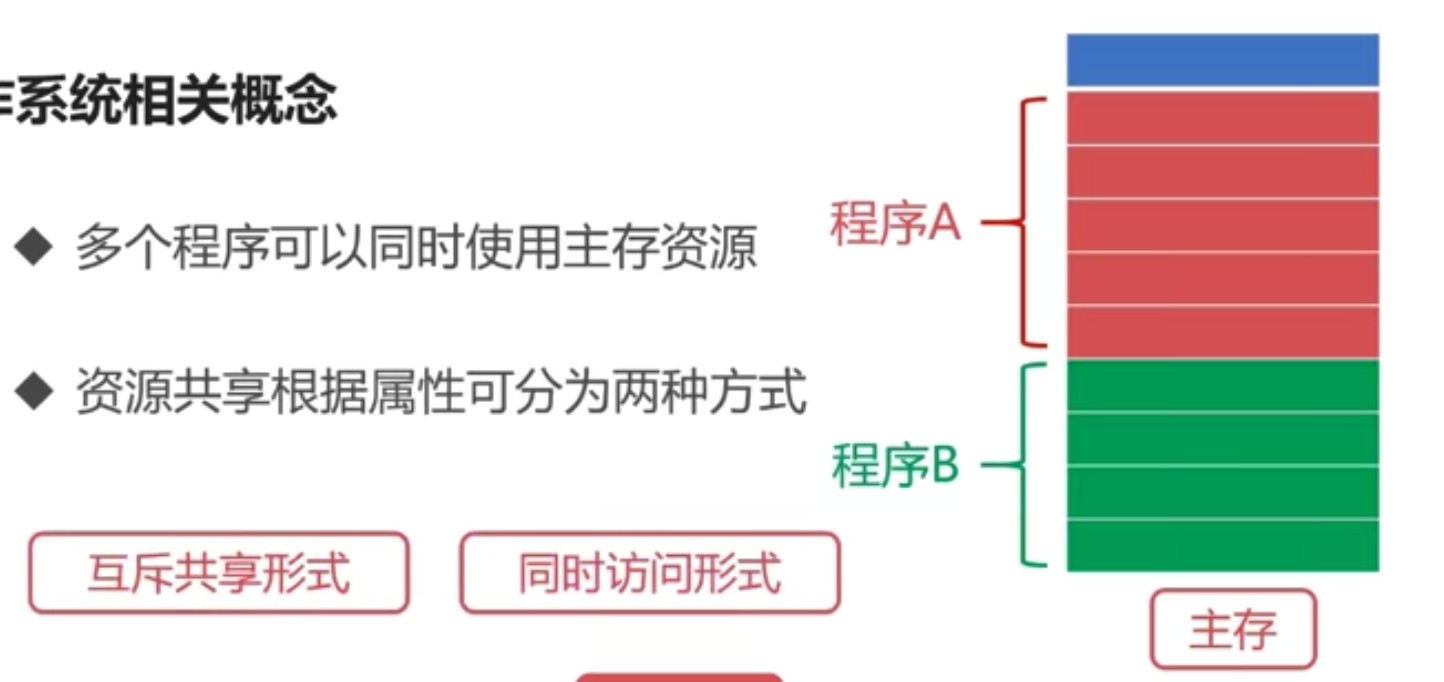 系统相关概念
多个程序可以同时使用主存资源
资源共享根据属性可分为两种方式
互斥共享形式
同时访问形式
程序A
程序B
主存